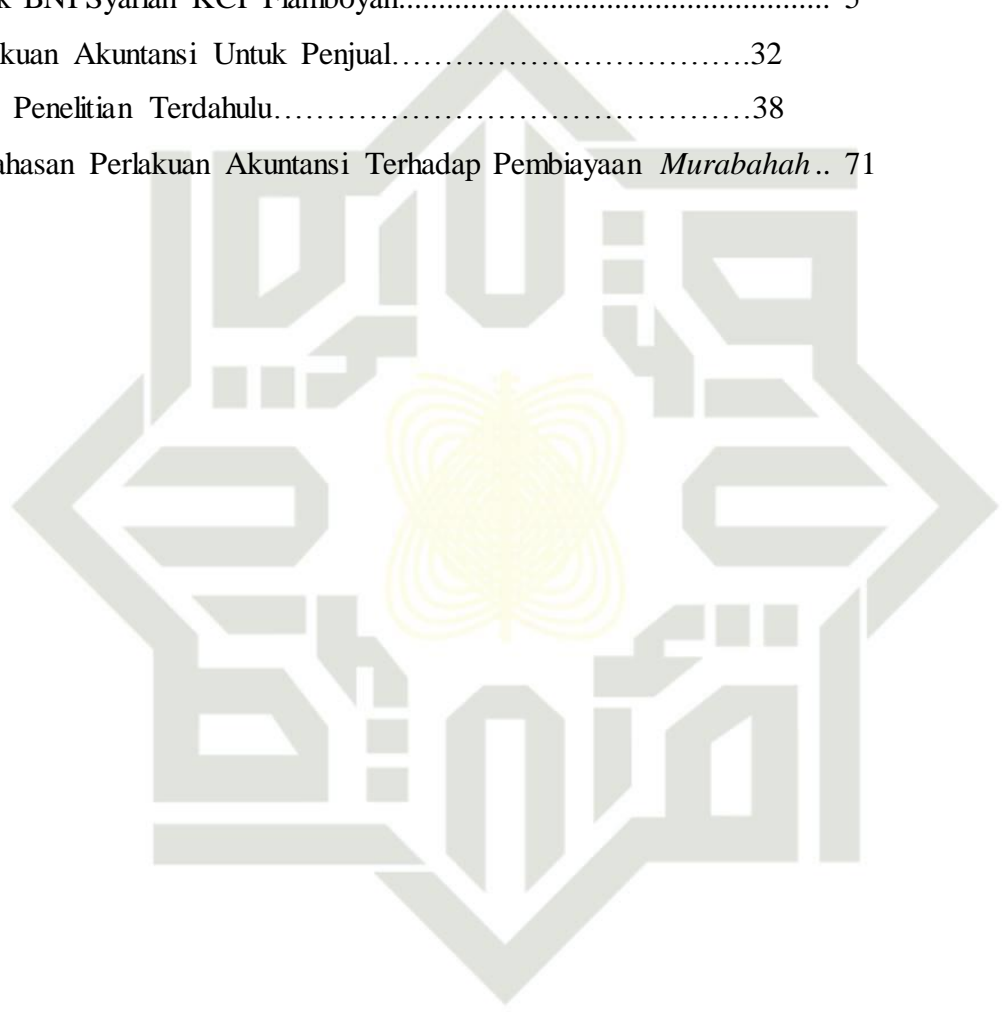 k BNI Syariah KCP Flamboyan.................................................. 5
kuan Akuntansi Untuk Penjual……………………………32
Penelitian Terdahulu………………………………………38
ahasan Perlakuan Akuntansi Terhadap Pembiayaan Murabahah .. 71